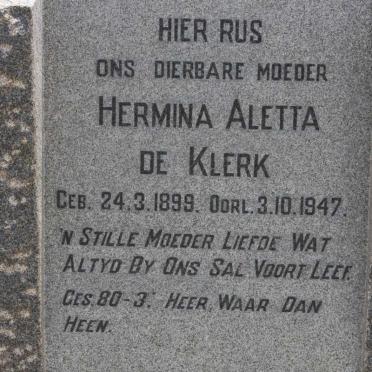 HIER RUS
ONS DIERBARE MOEDER
HERMINA ALETTA
DE KLERK
GEB. 24.3.1899. OORL. 3.10.1947.
'N STILLE MOEDER LIEFDE WAT
ALTYD BY ONS SAL VOORT LEEF.
GES. 80-3.' HEER, WAAR DAN
HEEN.